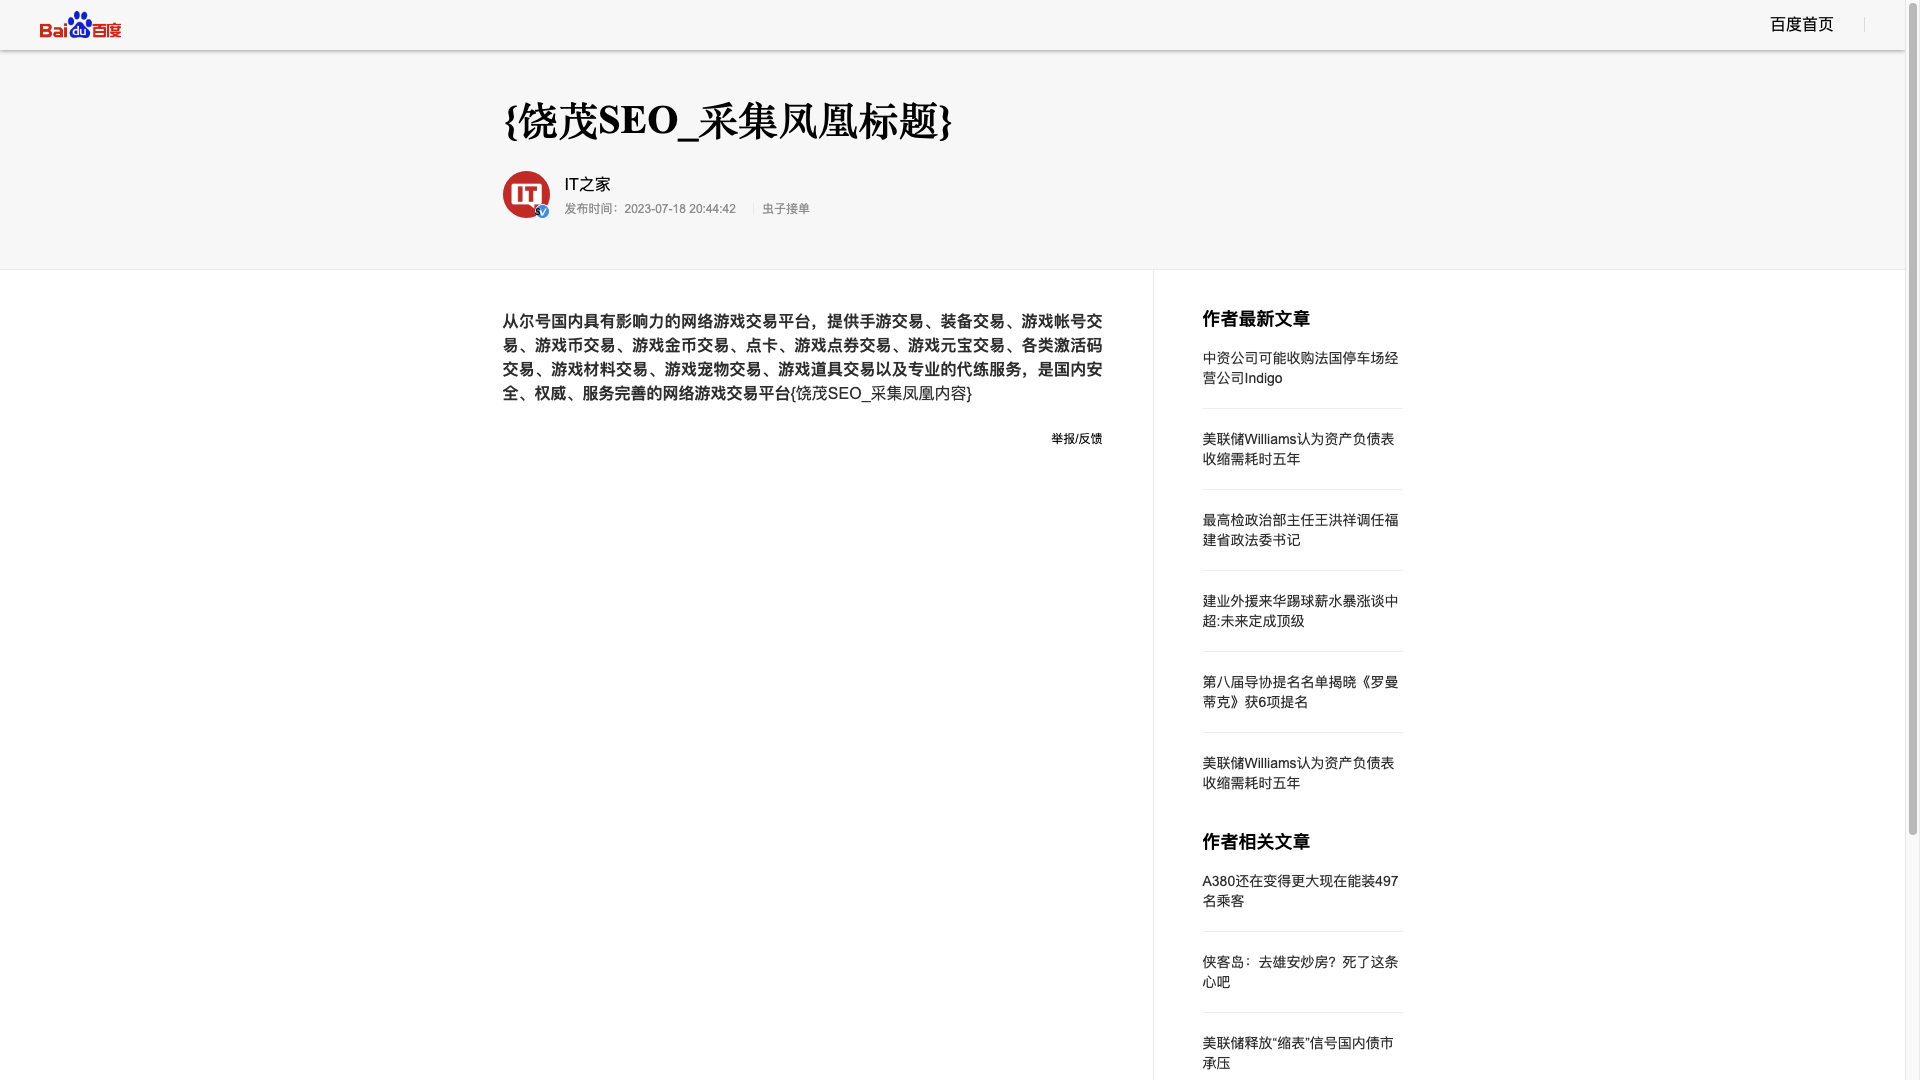 Bai du 百度
百度首页
{饶茂SEO_采集凤凰标题}
IT
IT之家
发布时间：2023-07-18 20:44:42
虫子接单
从尔号国内具有影响力的网络游戏交易平台，提供手游交易、装备交易、游戏帐号交
易、游戏币交易、游戏金币交易、点卡、游戏点券交易、游戏元宝交易、各类激活码
交易、游戏材料交易、游戏宠物交易、游戏道具交易以及专业的代练服务，是国内安
全、权威、服务完善的网络游戏交易平台{饶茂SEO_采集凤凰内容}
举报/反馈
作者最新文章
中资公司可能收购法国停车场经
营公司Indigo
美联储Williams认为资产负债表
收缩需耗时五年
最高检政治部主任王洪祥调任福
建省政法委书记
建业外援来华踢球薪水暴涨谈中
超:未来定成顶级
第八届导协提名名单揭晓《罗曼
蒂克》获6项提名
美联储Williams认为资产负债表
收缩需耗时五年
作者相关文章
A380还在变得更大现在能装497
名乘客
侠客岛：去雄安炒房？死了这条
心吧
美联储释放“缩表”信号国内债市
承压